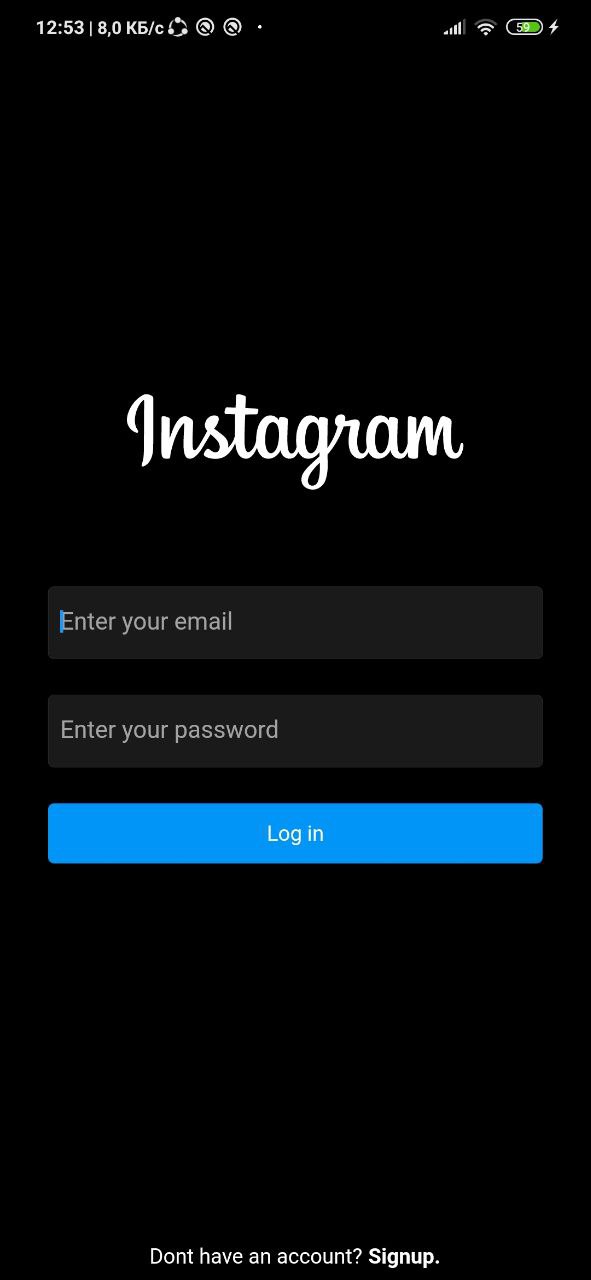 12:53 | 8,0 КБ/с
59
Instagram
Enter your email
Enter your password
Log in
Dont have an account? Signup.